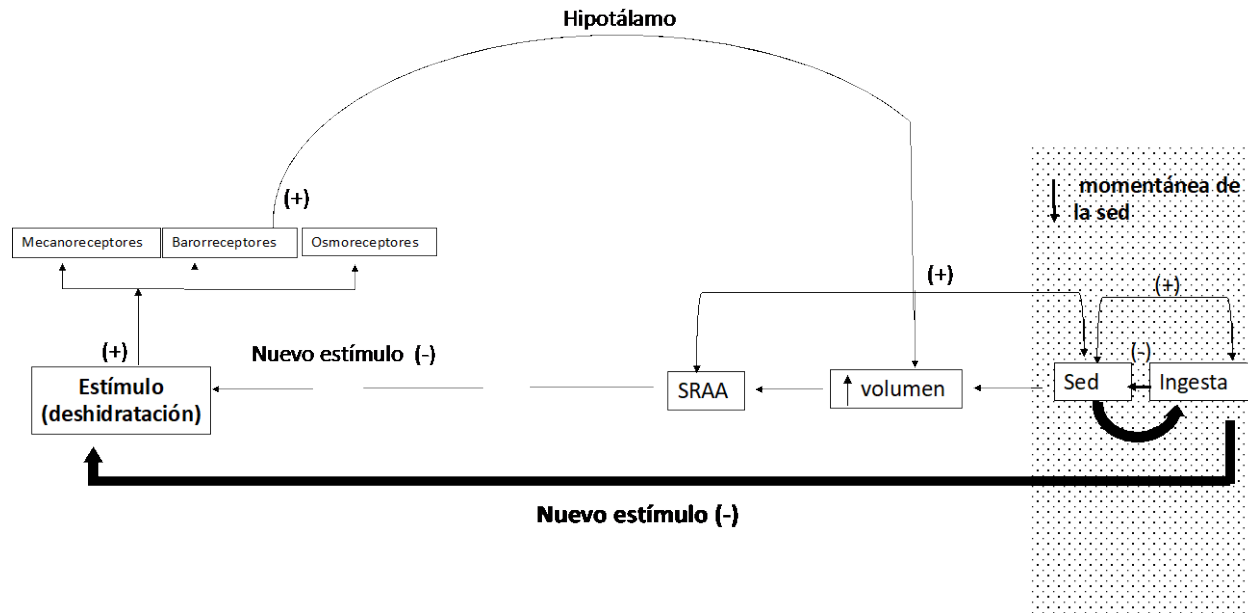 Hipotálamo
(+)
Mecanoreceptores
Barorreceptores
Osmoreceptores
momentánea de
la sed
(+)
(+)
(+)
Nuevo estímulo (-)
(-)
Estímulo
(deshidratación)
SRAA
volumen
Sed
Ingesta
Nuevo estímulo (-)